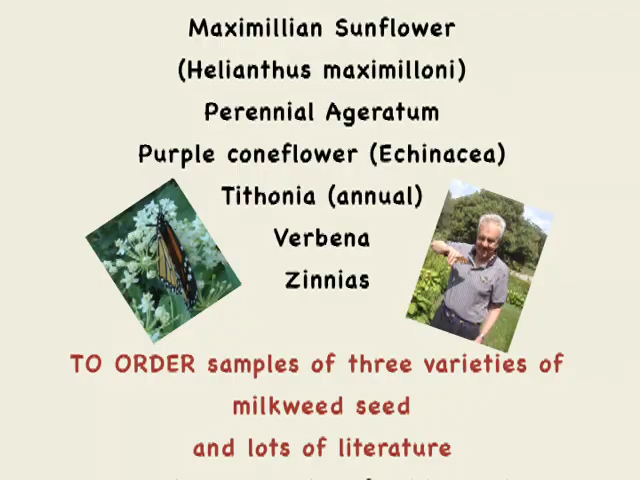 Maximillian Sunflower
(Helianthus maximilloni)
Perennial Ageratum
Purple coneflower (Echinacea)
Tithonia (annual)
Verbena
Zinnias
TO ORDER samples of three varieties of
milkweed seed
and lots of literature